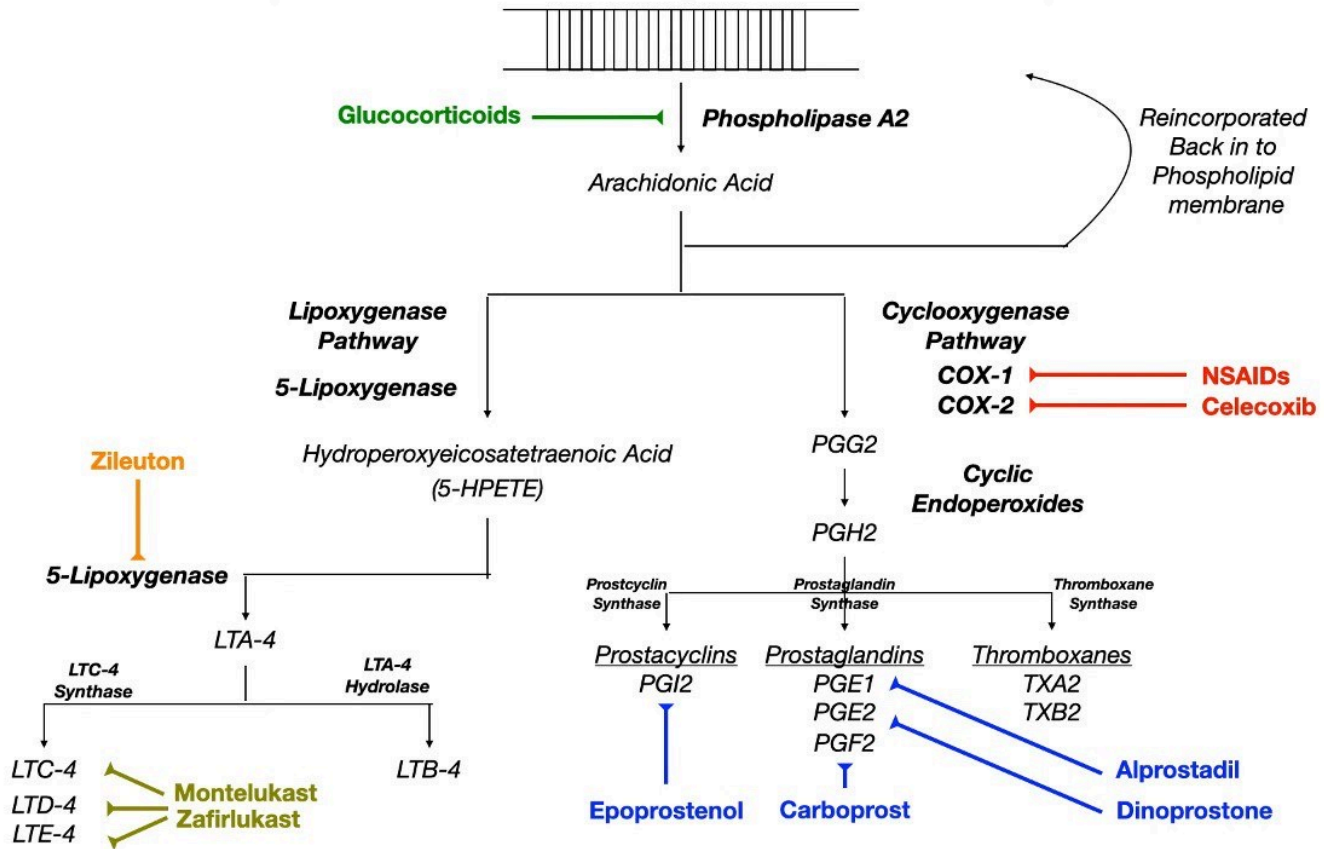 Glucocorticoids
Phospholipase A2
Reincorporated
Back in to
Phospholipid
membrane
Arachidonic Acid
Lipoxygenase
Pathway
5-Lipoxygenase
Cyclooxygenase
Pathway
COX-1
COX-2
NSAIDs
Celecoxib
Hydroperoxyeicosatetraenoic Acid
(5-HPETE)
PGG2
Cyclic
Endoperoxides
PGH2
Zileuton
5-Lipoxygenase
LTA-4
LTC-4
Synthase
LTA-4
Hydrolase
LTC-4
LTD-4
LTE-4
LTB-4
Montelukast
Zafirlukast
Prostcyclin
Synthase
Prostaglandin
Synthase
Thromboxane
Synthase
Prostacyclins
PGI2
Prostaglandins
PGE1
PGE2
PGF2
Thromboxanes
TXA2
TXB2
Epoprostenol
Carboprost
Alprostadil
Dinoprostone